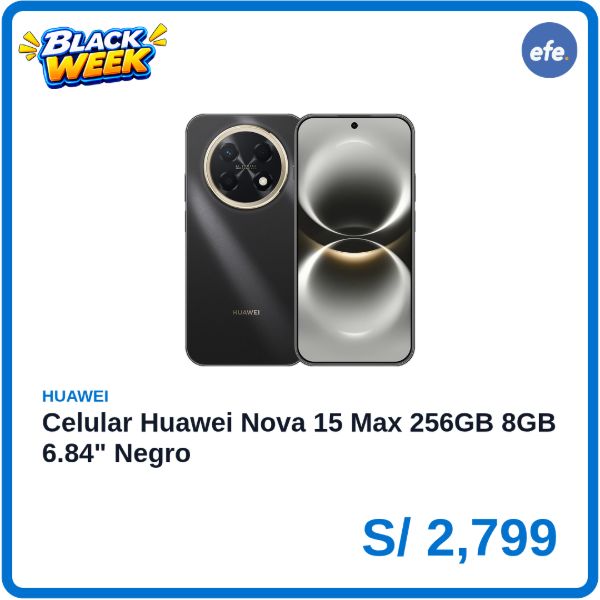 BLACK
WEEK
efe.
HUAWEI
HUAWEI
Celular Huawei Nova 15 Max 256GB 8GB
6.84" Negro
S/ 2,799